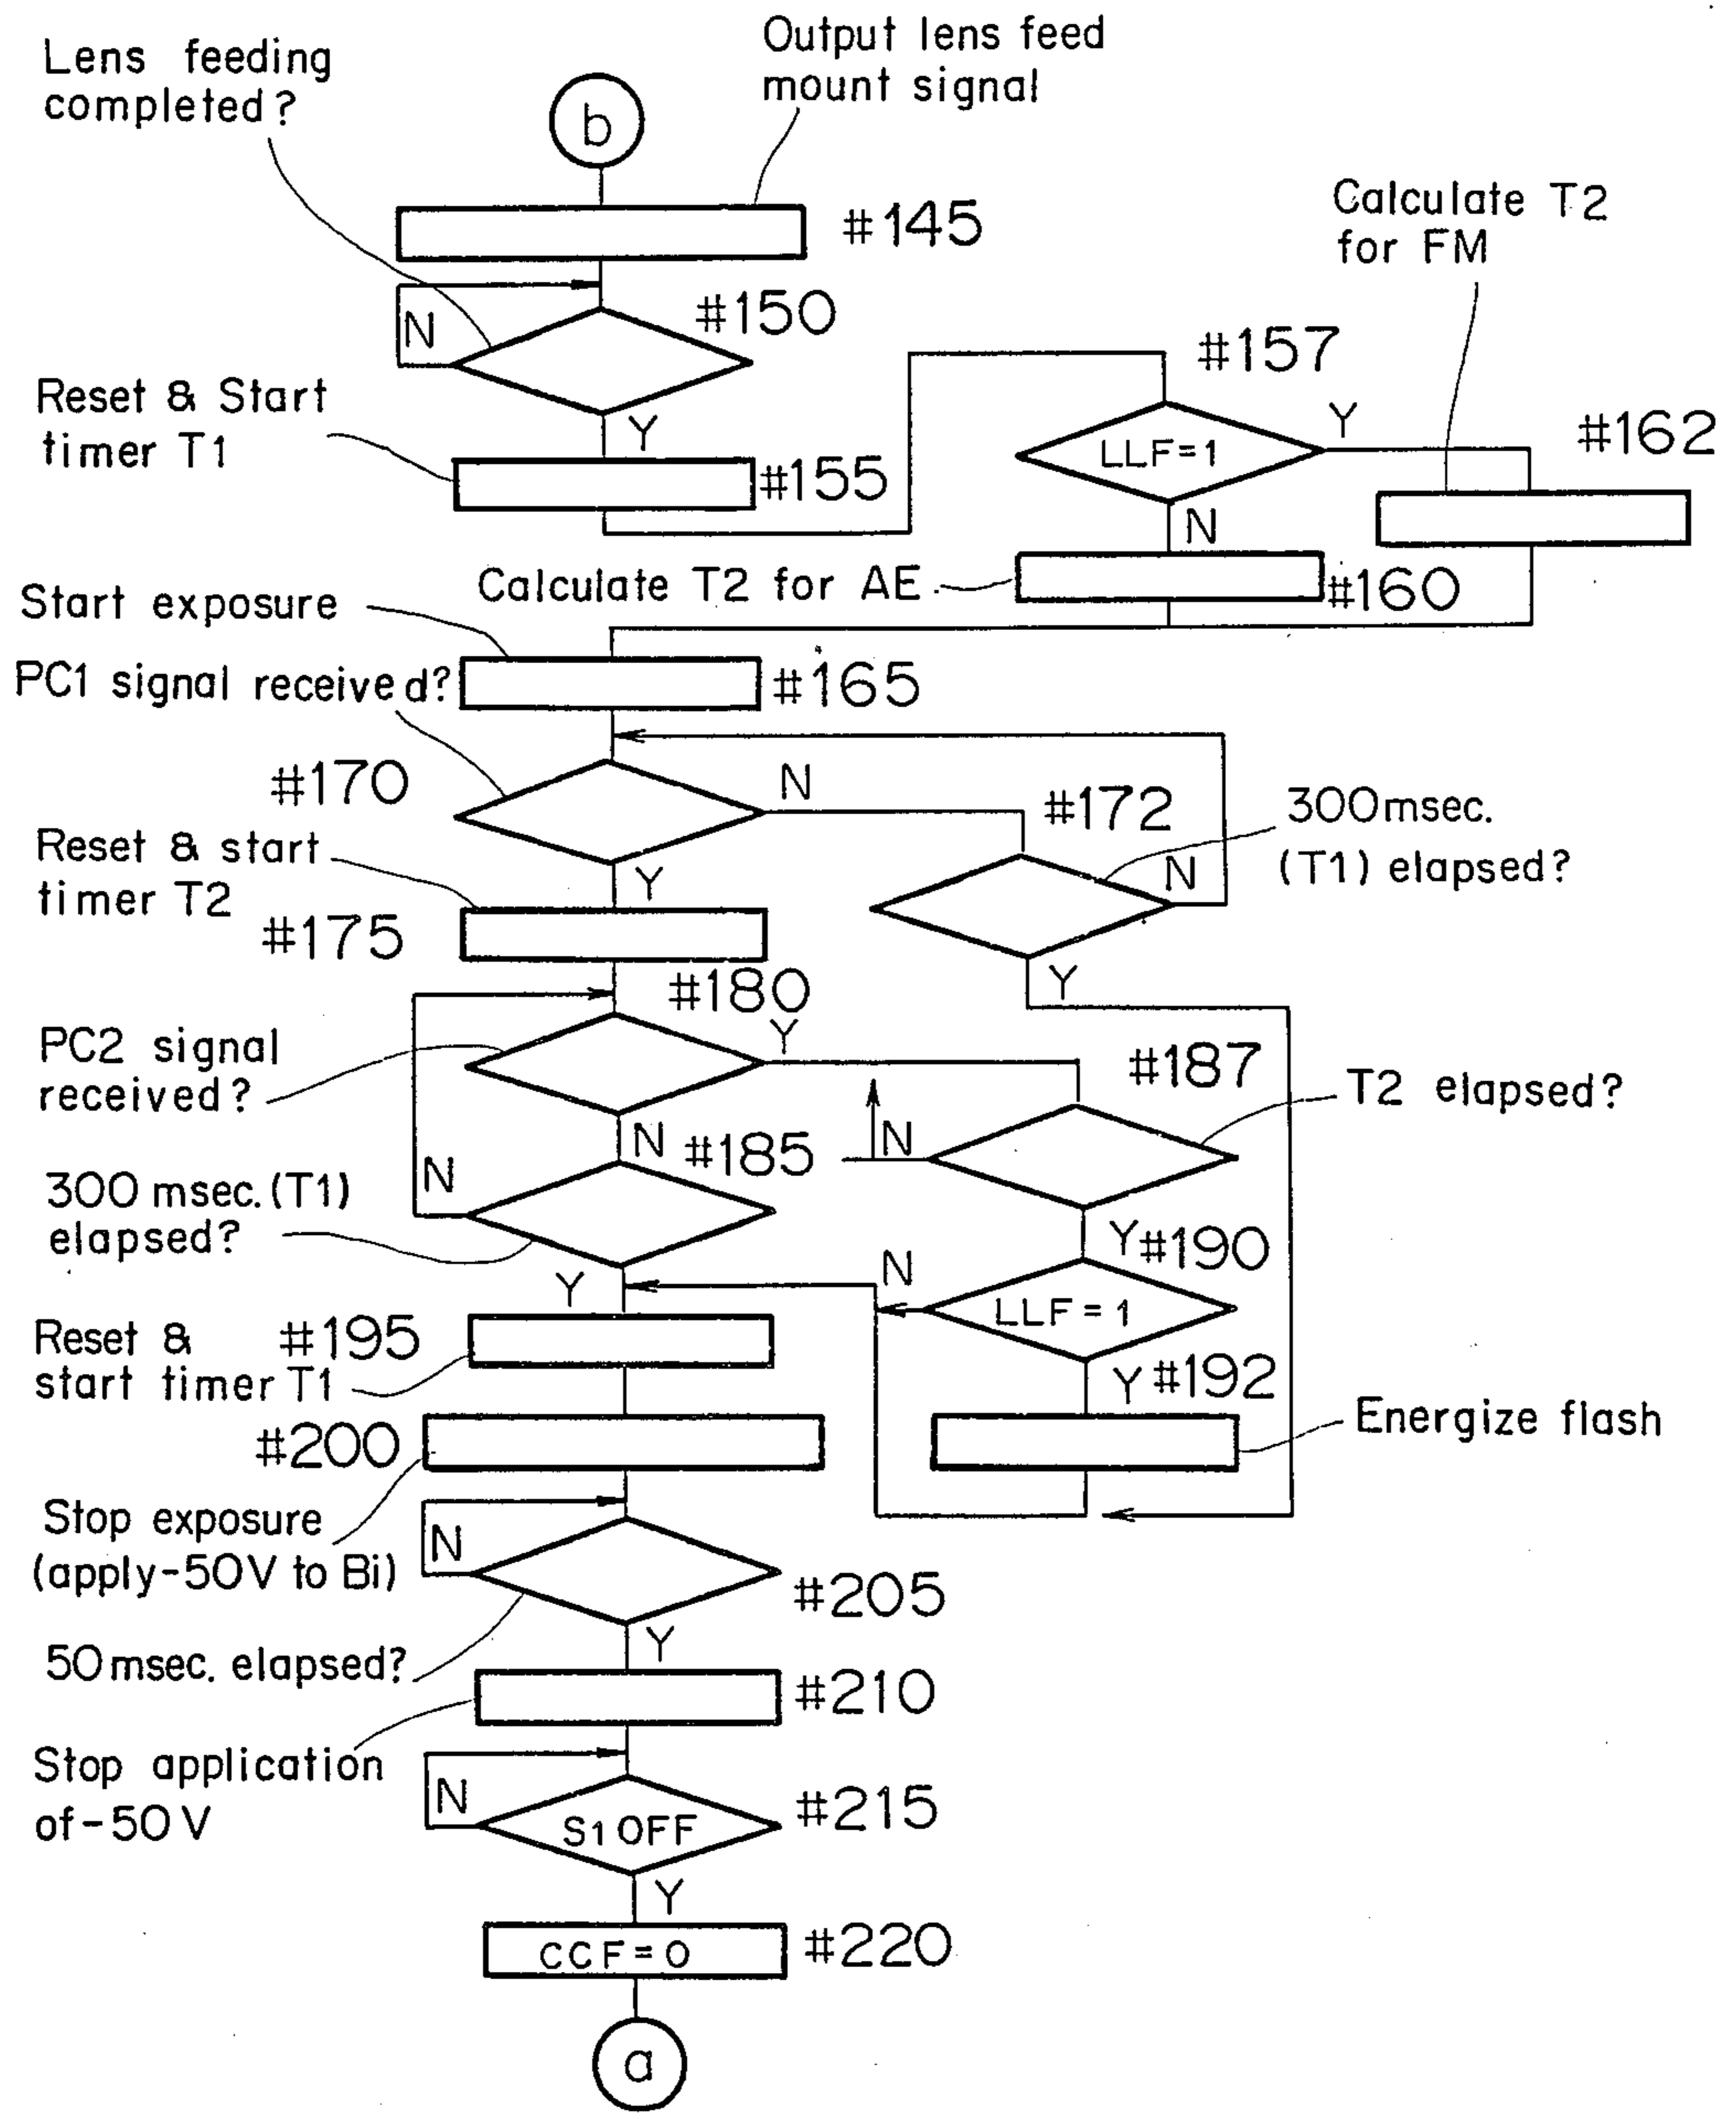 Lens feeding
completed?
b
Output lens feed
mount signal
#145
Calculate T2
for FM
#150
N
Y
Reset & Start
timer T1
#155
#157
LLF=1
Y
#162
N
Calculate T2 for AE
#160
Start exposure
#165
PC1 signal received?
#170
N
#172
300msec.
(T1) elapsed?
N
Y
Reset & start
timer T2
#175
Y
#180
PC2 signal
received?
Y
#187
T2 elapsed?
N
N
#185
N
300 msec. (T1)
elapsed?
Y
#190
N
LLF = 1
Y
Reset &
start timer T1
#195
Y
#192
Energize flash
#200
Stop exposure
(apply-50V to Bi)
N
#205
50msec. elapsed?
Y
#210
Stop application
of-50V
N
S1 OFF
#215
Y
CCF=0
#220
a